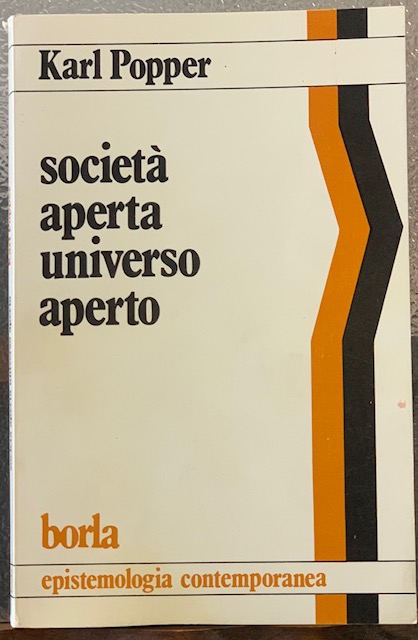 Karl Popper
società
aperta
universo
aperto
borla
epistemologia contemporanea